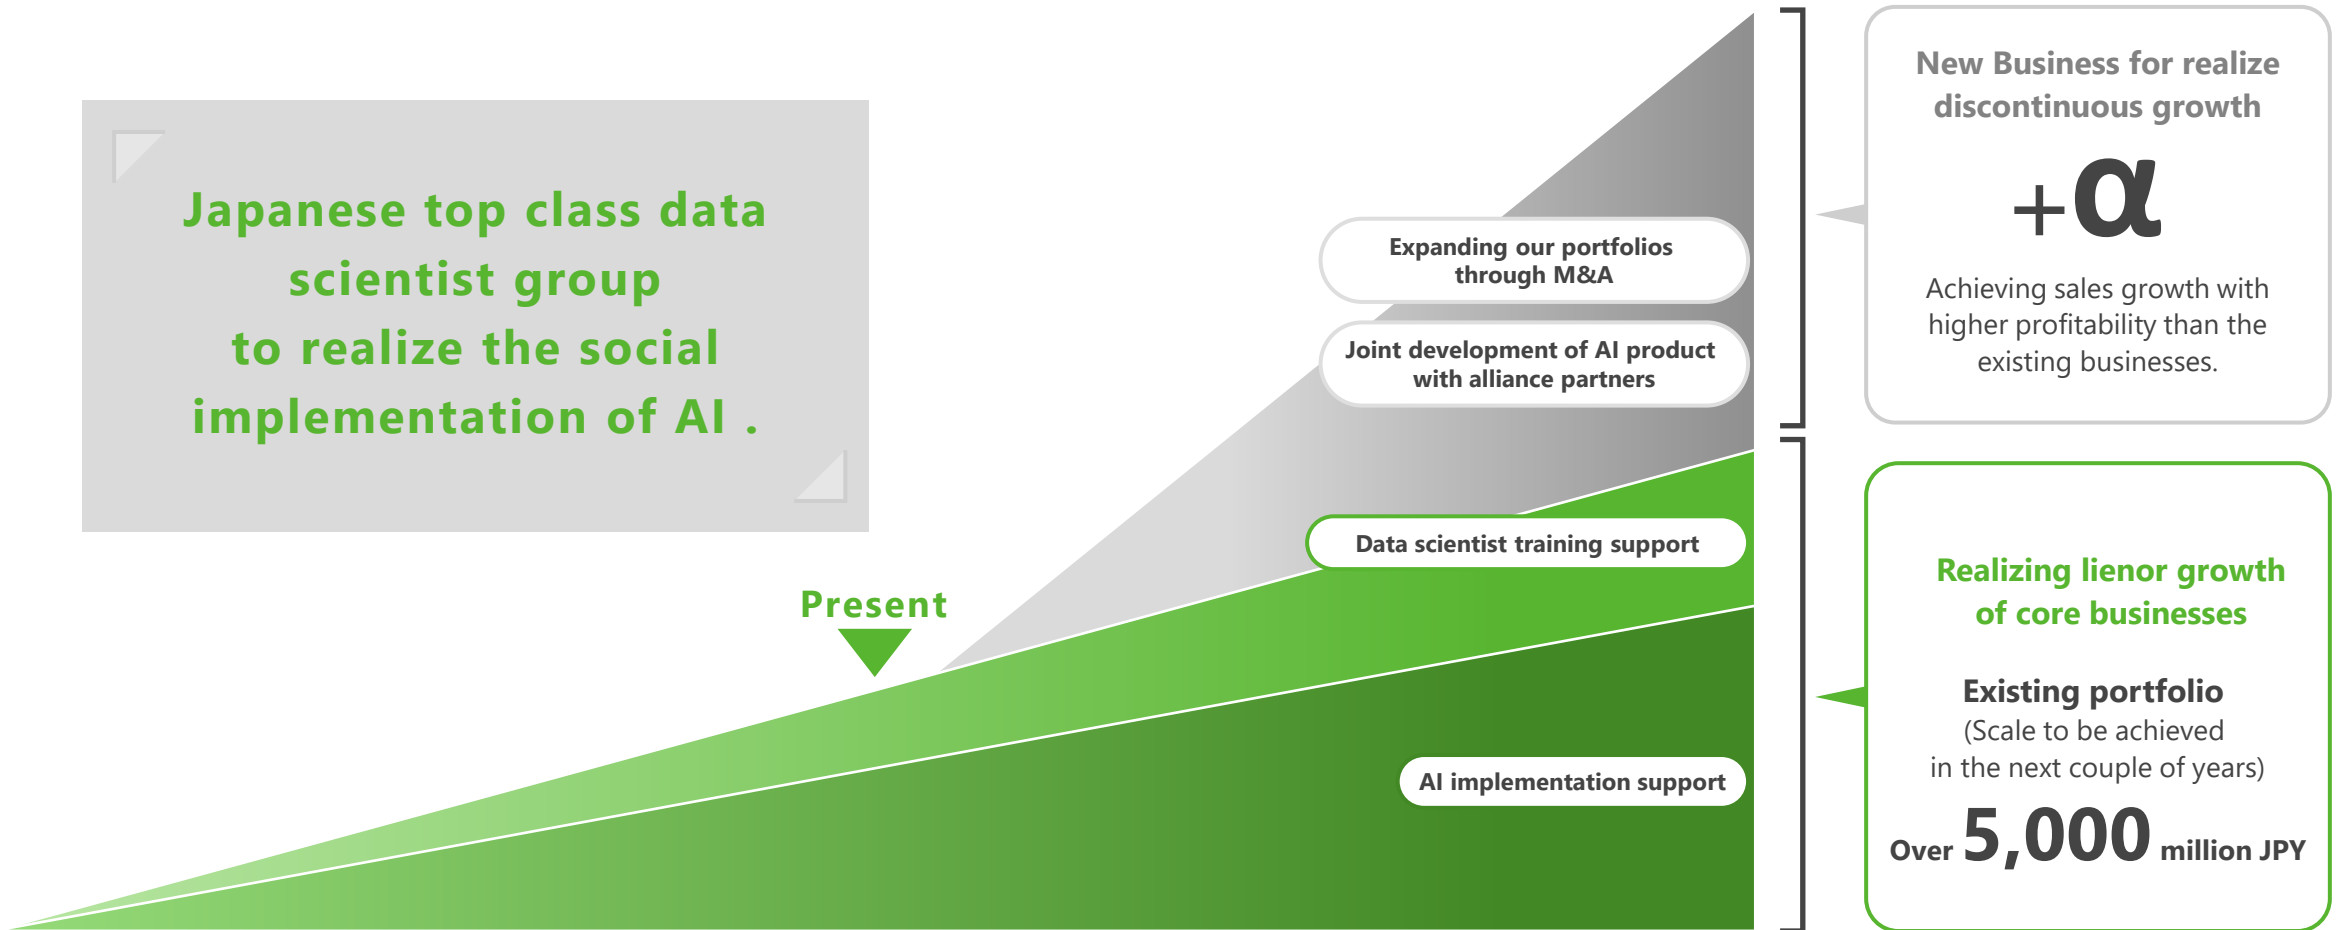 Japanese top class data
scientist group
to realize the social
implementation of AI .
Present
Expanding our portfolios
through M&A
Joint development of AI product
with alliance partners
Data scientist training support
AI implementation support
New Business for realize
discontinuous growth
+α
Achieving sales growth with
higher profitability than the
existing businesses.
Realizing lienor growth
of core businesses
Existing portfolio
(Scale to be achieved
in the next couple of years)
Over 5,000 million JPY